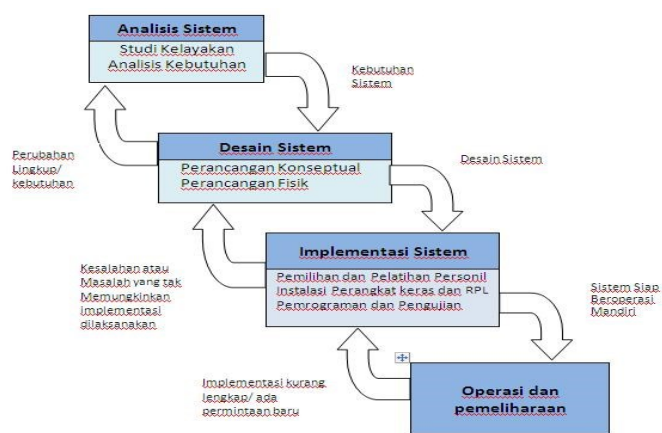 Analisis Sistem
Studi Kelayakan
Analisis Kebutuhan
Kebutuhan
Sistem
Perubahan
Lingkup/
kebutuhan
Desain Sistem
Perancangan Konseptual
Perancangan Fisik
Desain Sistem
Kesalahan atau
Masalah yang tak
Memungkinkan
implementasi
dilaksanakan
Implementasi Sistem
Pemilihan dan Pelatihan Personil
Instalasi Perangkat keras dan RPL
Pemrograman dan Pengujian
Sistem Siap
Beroperasi
Mandiri
Implementasi kurang
lengkap/ ada
permintaan baru
Operasi dan
pemeliharaan